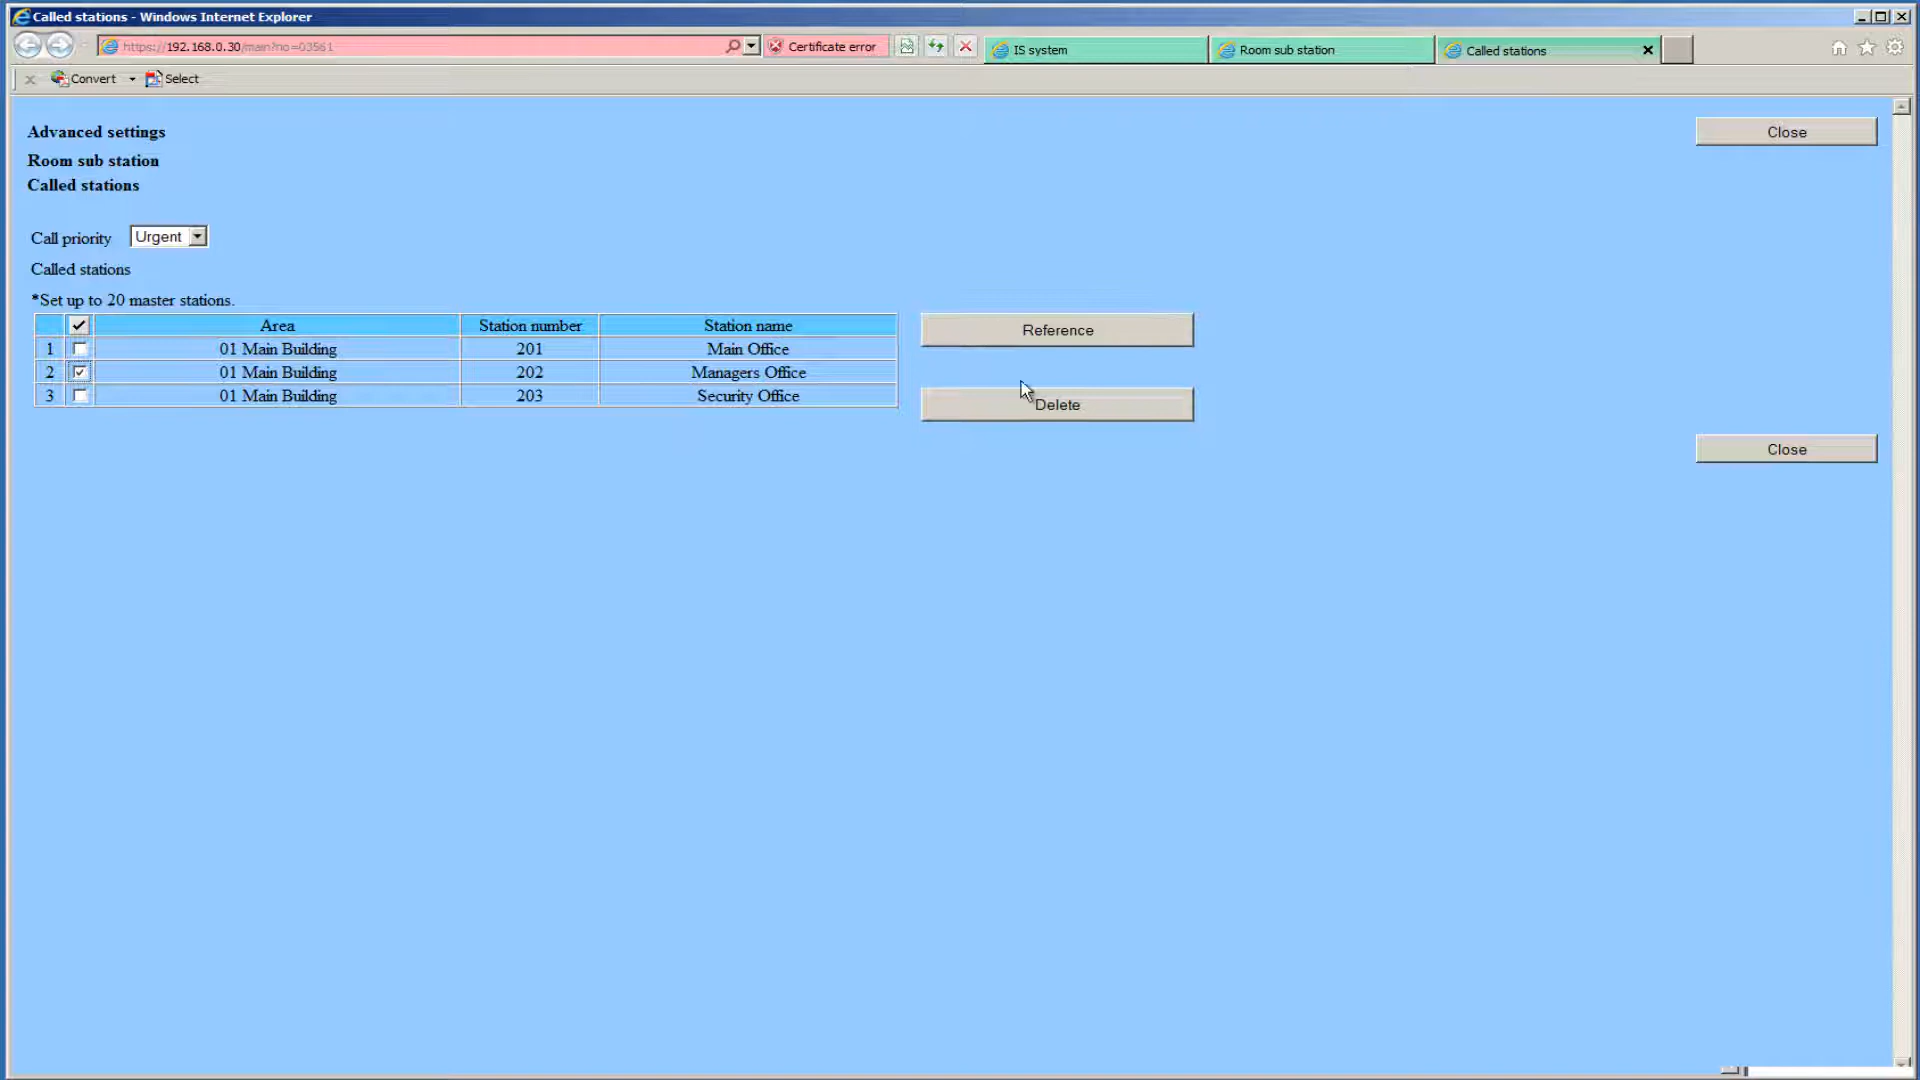 Called stations - Windows Internet Explorer
https://192.168.0.30/main?no=03561
Certificate error
IS system
Room sub station
Called stations
Convert
Select
Advanced settings
Close
Room sub station
Called stations
Call priority Urgent
Called stations
*Set up to 20 master stations.
Area Station number Station name
1 01 Main Building 201 Main Office
2 01 Main Building 202 Managers Office
3 01 Main Building 203 Security Office
Reference
Delete
Close